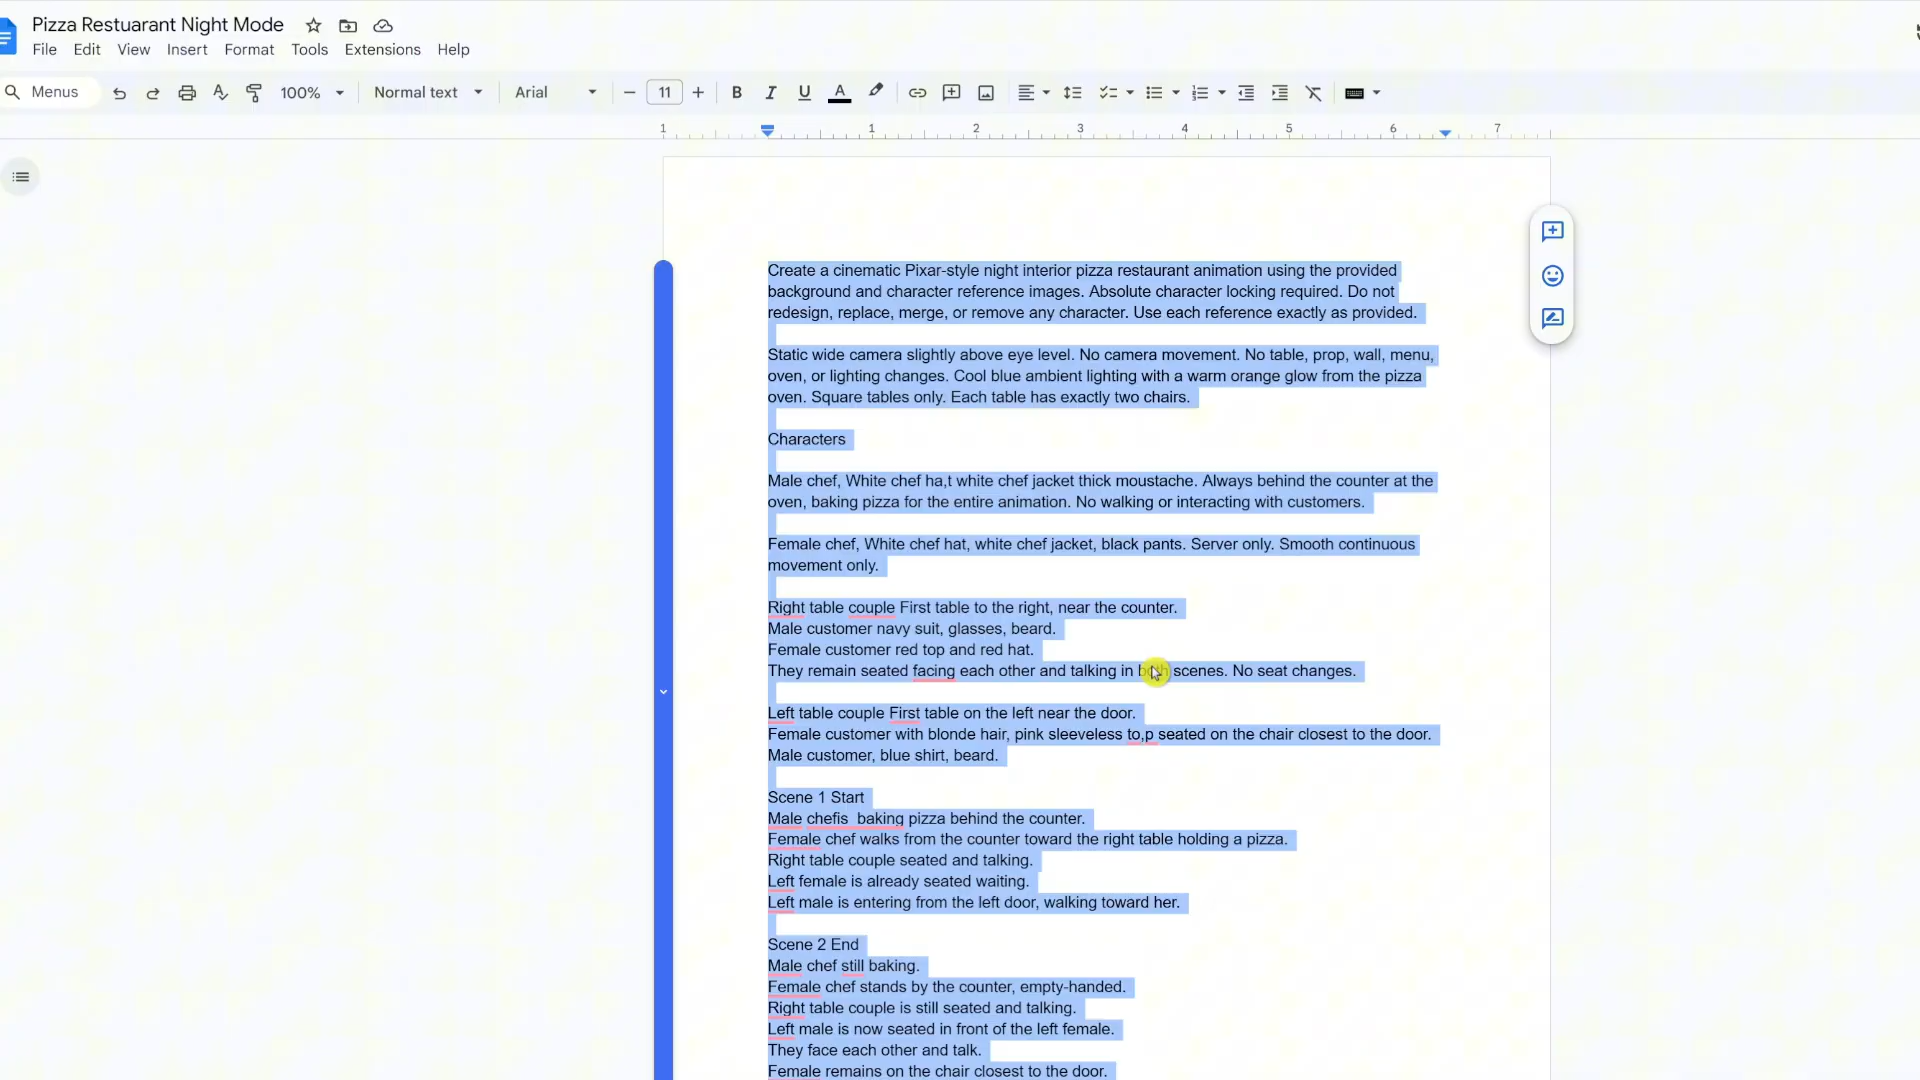 Pizza Restuarant Night Mode
File Edit View Insert Format Tools Extensions Help
Menus 100% Normal text Arial 11 B I U A
1 1 2 3 4 5 6 7
Create a cinematic Pixar-style night interior pizza restaurant animation using the provided
background and character reference images. Absolute character locking required. Do not
redesign, replace, merge, or remove any character. Use each reference exactly as provided.
Static wide camera slightly above eye level. No camera movement. No table, prop, wall, menu,
oven, or lighting changes. Cool blue ambient lighting with a warm orange glow from the pizza
oven. Square tables only. Each table has exactly two chairs.
Characters
Male chef, White chef ha,t white chef jacket thick moustache. Always behind the counter at the
oven, baking pizza for the entire animation. No walking or interacting with customers.
Female chef, White chef hat, white chef jacket, black pants. Server only. Smooth continuous
movement only.
Right table couple First table to the right, near the counter.
Male customer navy suit, glasses, beard.
Female customer red top and red hat.
They remain seated facing each other and talking in both scenes. No seat changes.
Left table couple First table on the left near the door.
Female customer with blonde hair, pink sleeveless to,p seated on the chair closest to the door.
Male customer, blue shirt, beard.
Scene 1 Start
Male chefis  baking pizza behind the counter.
Female chef walks from the counter toward the right table holding a pizza.
Right table couple seated and talking.
Left female is already seated waiting.
Left male is entering from the left door, walking toward her.
Scene 2 End
Male chef still baking.
Female chef stands by the counter, empty-handed.
Right table couple is still seated and talking.
Left male is now seated in front of the left female.
They face each other and talk.
Female remains on the chair closest to the door.